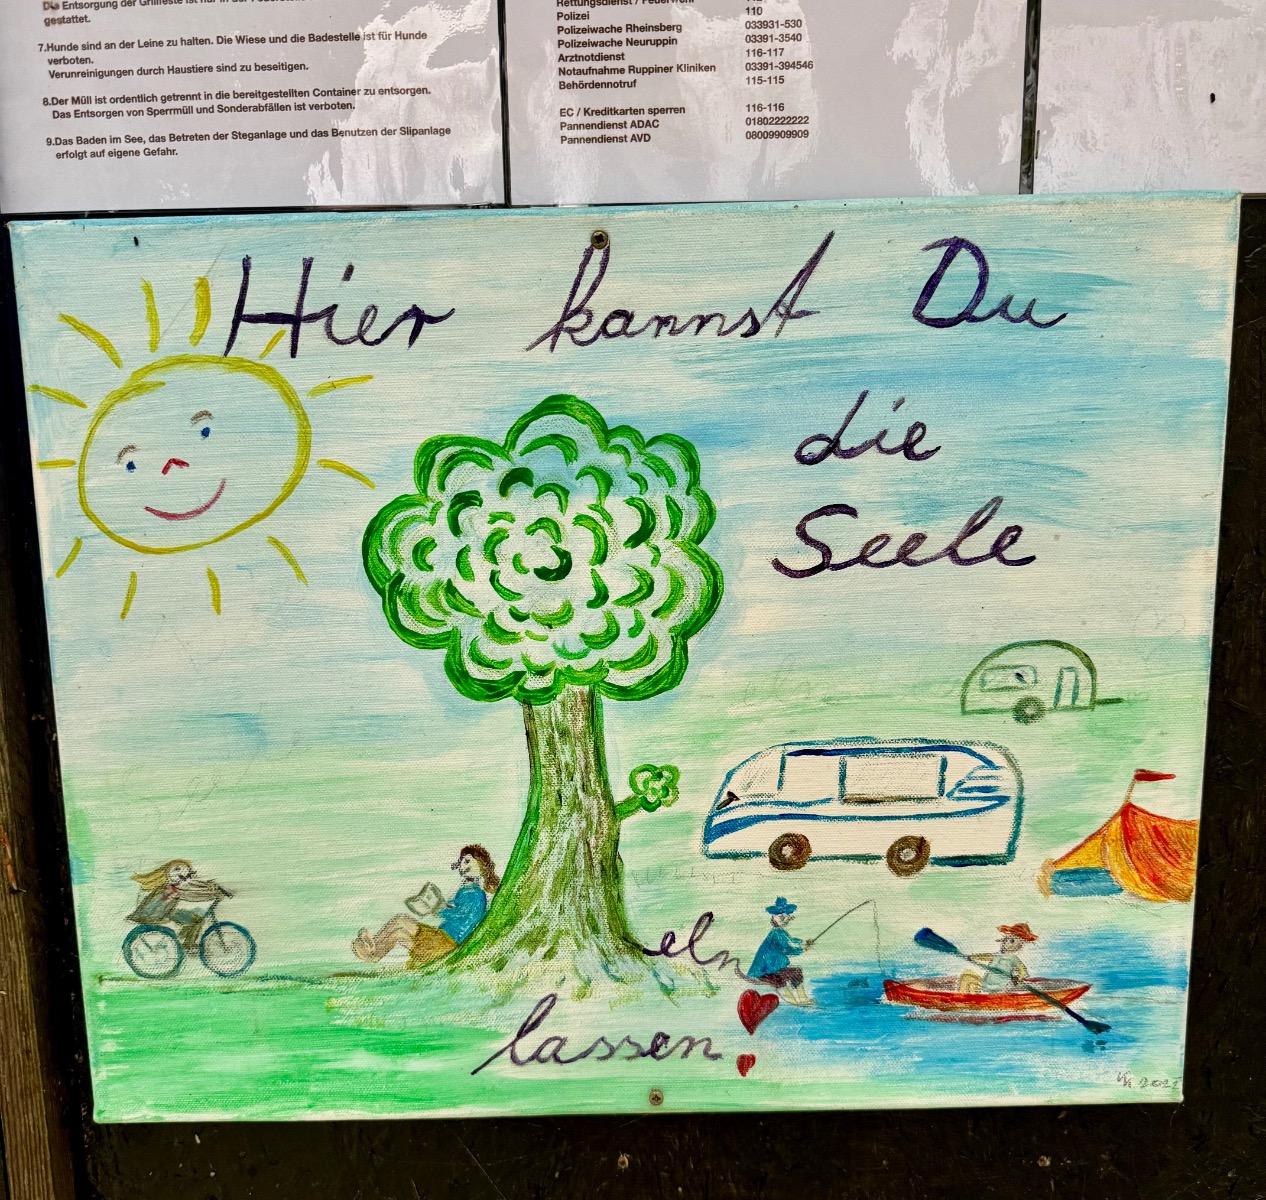 Die Entsorgung der Grillreste ist nur in der
gestattet.
7.Hunde sind an der Leine zu halten. Die Wiese und die Badestelle ist für Hunde
verboten.
Verunreinigungen durch Haustiere sind zu beseitigen.
8.Der Müll ist ordentlich getrennt in die bereitgestellten Container zu entsorgen.
Das Entsorgen von Sperrmüll und Sonderabfällen ist verboten.
9.Das Baden im See, das Betreten der Steganlage und das Benutzen der Slipanlage
erfolgt auf eigene Gefahr.
Rettungsdienst / Feuerwehr
Polizei 110
Polizeiwache Rheinsberg 033931-530
Polizeiwache Neuruppin 03391-3540
Arztnotdienst 116-117
Notaufnahme Ruppiner Kliniken 03391-394546
Behördennotruf 115-115
EC / Kreditkarten sperren 116-116
Pannendienst ADAC 01802222222
Pannendienst AVD 08009909909
Hier kannst Du
die
Seele
eln
lassen
2021